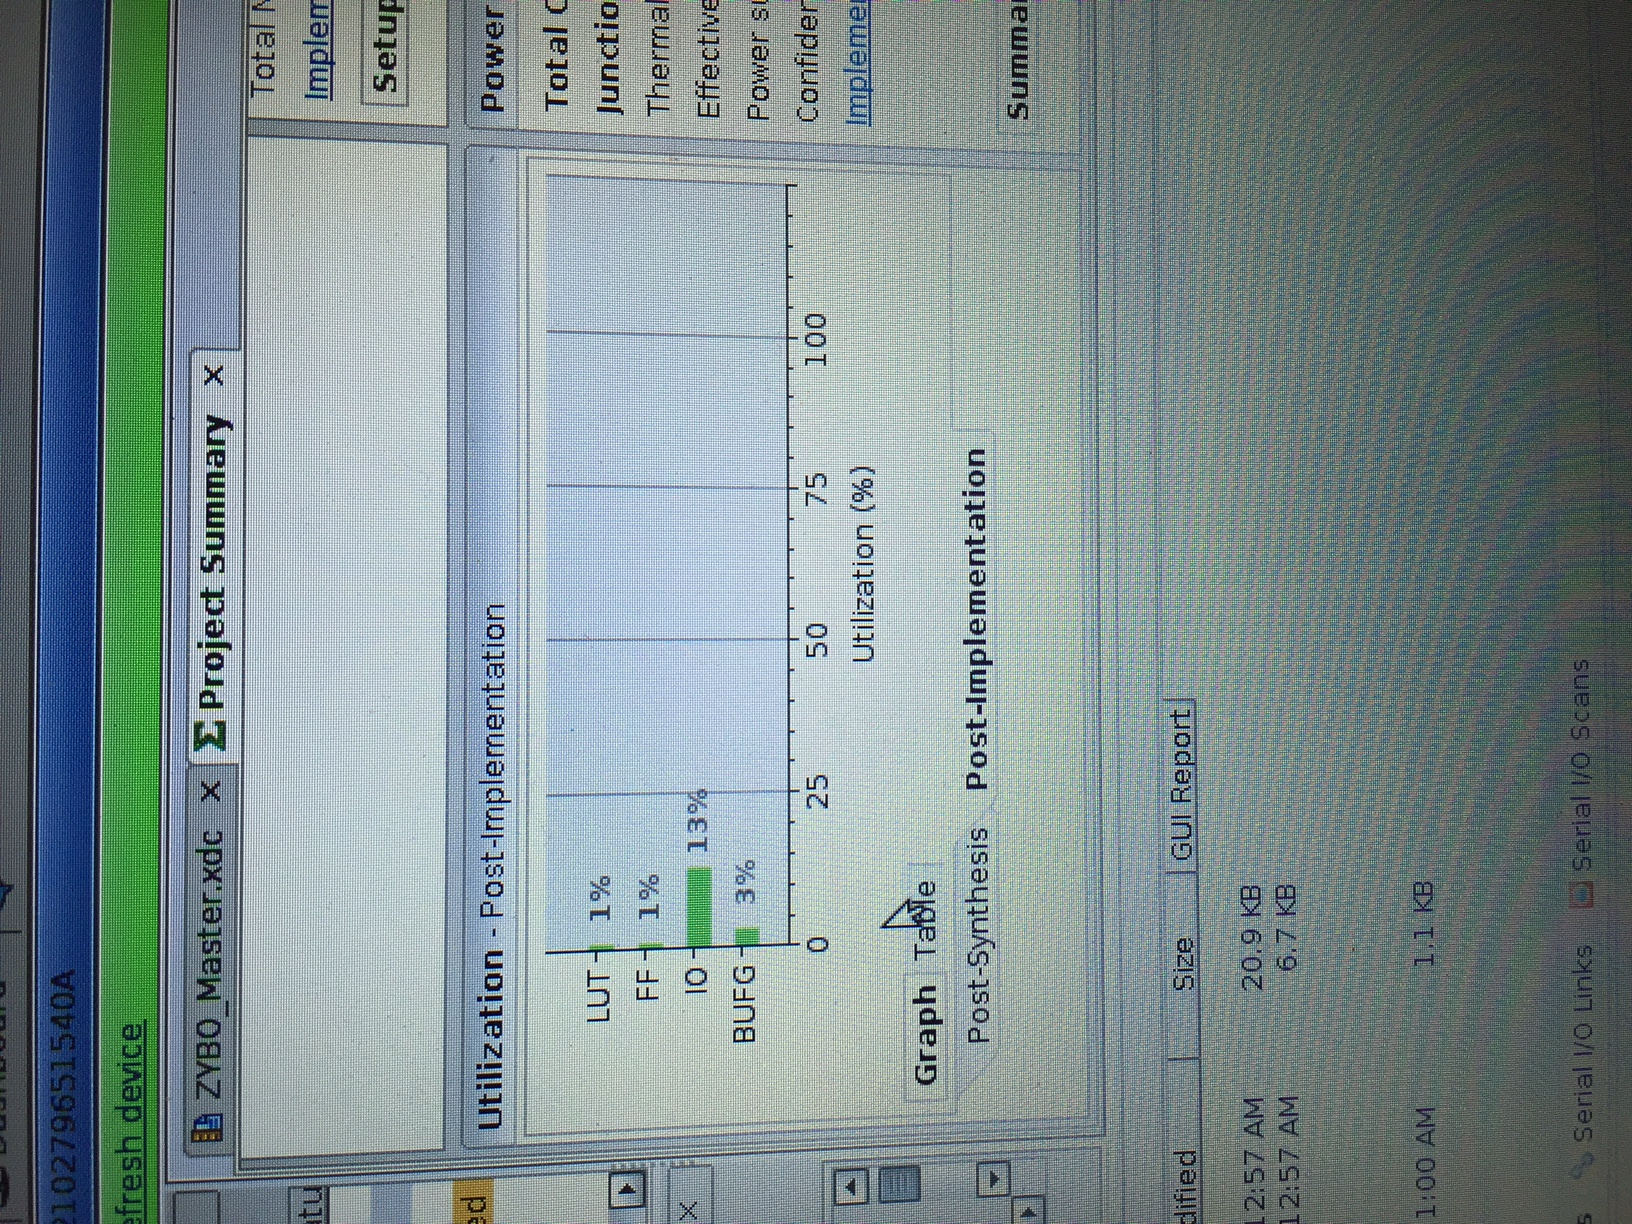 Dashboard
210279651540A
efresh device
ZYBO_Master.xdc X Σ Project Summary X
Total N
Implem
Setup
ed
Utilization - Post-Implementation
Power
LUT 1%
FF 1%
IO 13%
BUFG 3%
0 25 50 75 100
Utilization (%)
Total
Junctio
Thermal
Effective
Power su
Confiden
Implemen
Graph Table
Post-Synthesis Post-Implementation
Summar
dified Size GUI Report
12:57 AM 20.9 KB
12:57 AM 6.7 KB
1:00 AM 1.1 KB
s Serial I/O Links Serial I/O Scans